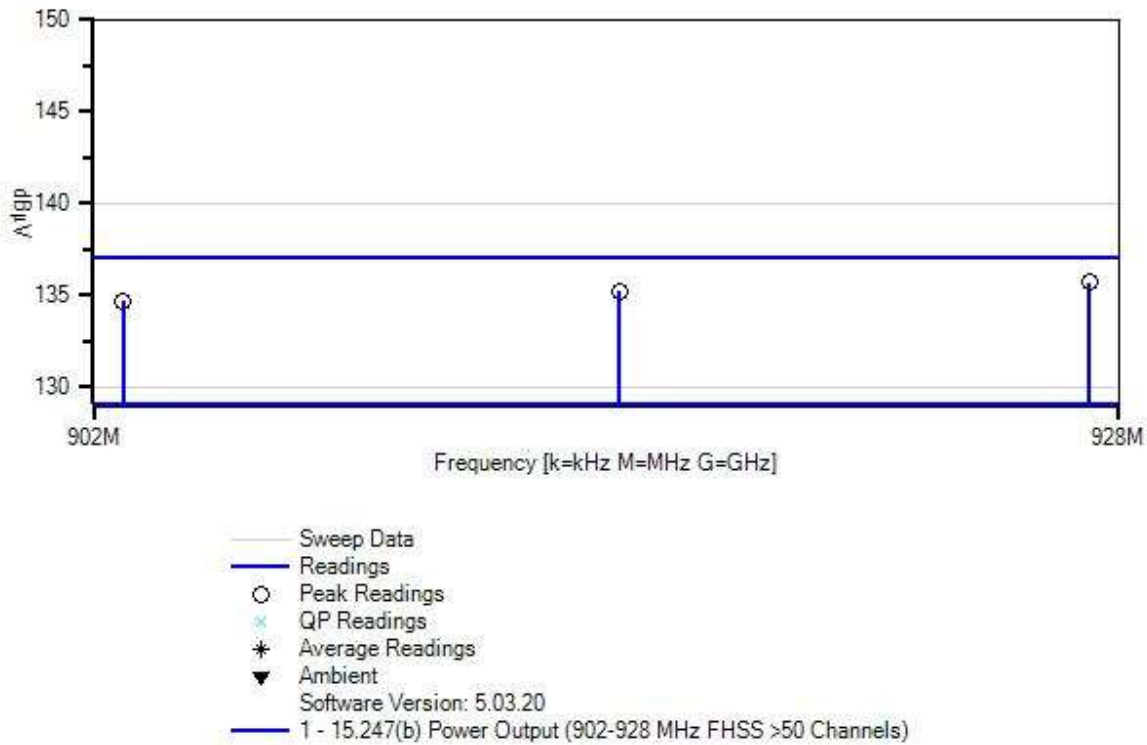 150
145
140
135
130
dBµV
902M
928M
Frequency [k=kHz M=MHz G=GHz]
Sweep Data
Readings
Peak Readings
QP Readings
Average Readings
Ambient
Software Version: 5.03.20
1 - 15.247(b) Power Output (902-928 MHz FHSS >50 Channels)